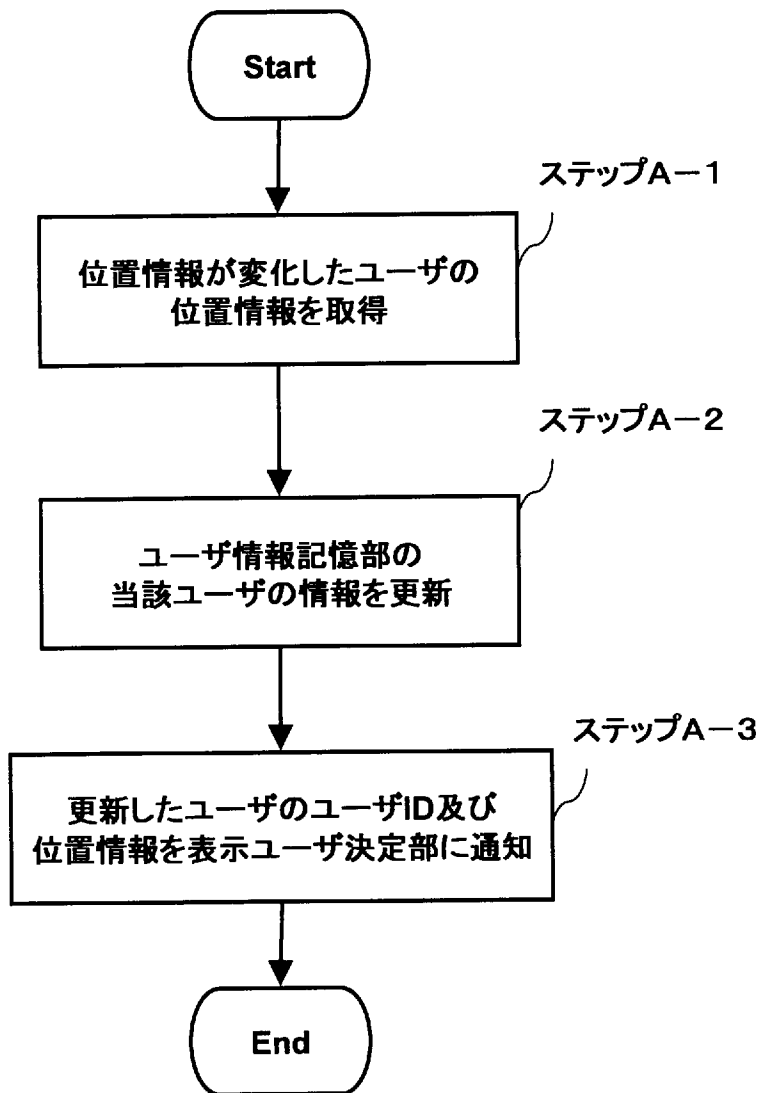 Start
ステップA－1
位置情報が変化したユーザの
位置情報を取得
ステップA－2
ユーザ情報記憶部の
当該ユーザの情報を更新
ステップA－3
更新したユーザのユーザID及び
位置情報を表示ユーザ決定部に通知
End